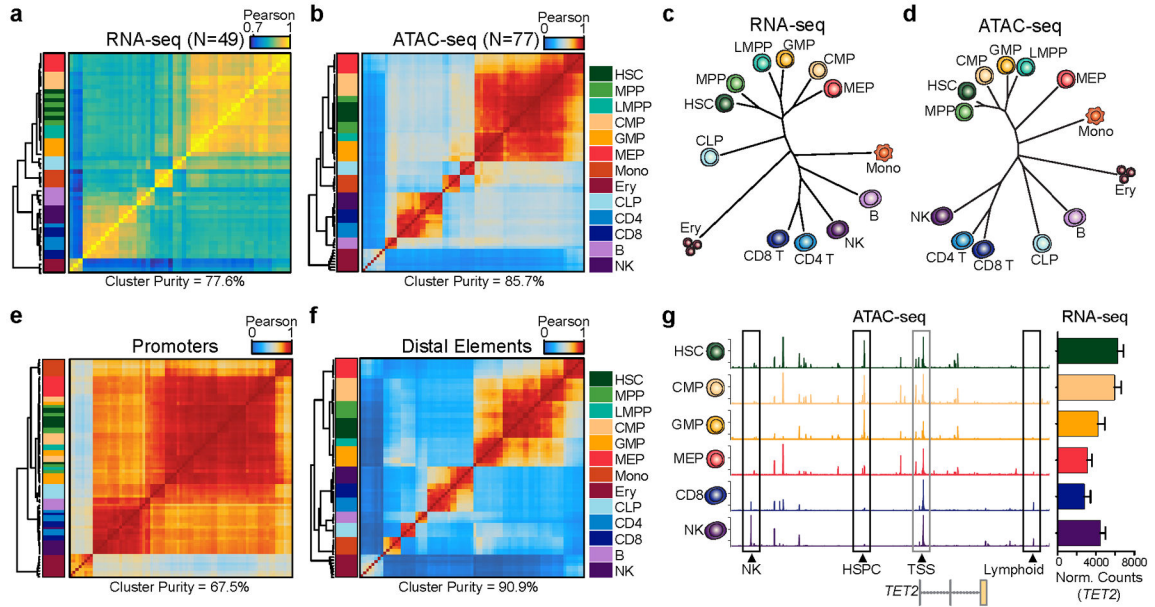 a
Pearson
0.7 1
RNA-seq (N=49)
Cluster Purity = 77.6%
b
Pearson
0 1
ATAC-seq (N=77)
Cluster Purity = 85.7%
HSC
MPP
LMPP
CMP
GMP
MEP
Mono
Ery
CLP
CD4
CD8
B
NK
c
RNA-seq
LMPP
GMP
CMP
MEP
MPP
HSC
CLP
Mono
B
NK
CD4 T
CD8 T
Ery
d
ATAC-seq
GMP
LMPP
CMP
MEP
HSC
MPP
Mono
Ery
B
CLP
CD8 T
CD4 T
NK
e
Pearson
0 1
Promoters
Cluster Purity = 67.5%
f
Pearson
0 1
Distal Elements
Cluster Purity = 90.9%
HSC
MPP
LMPP
CMP
GMP
MEP
Mono
Ery
CLP
CD4
CD8
B
NK
g
ATAC-seq
RNA-seq
HSC
CMP
GMP
MEP
CD8
NK
NK HSPC TSS Lymphoid
TET2
0 4000 8000
Norm. Counts
(TET2)